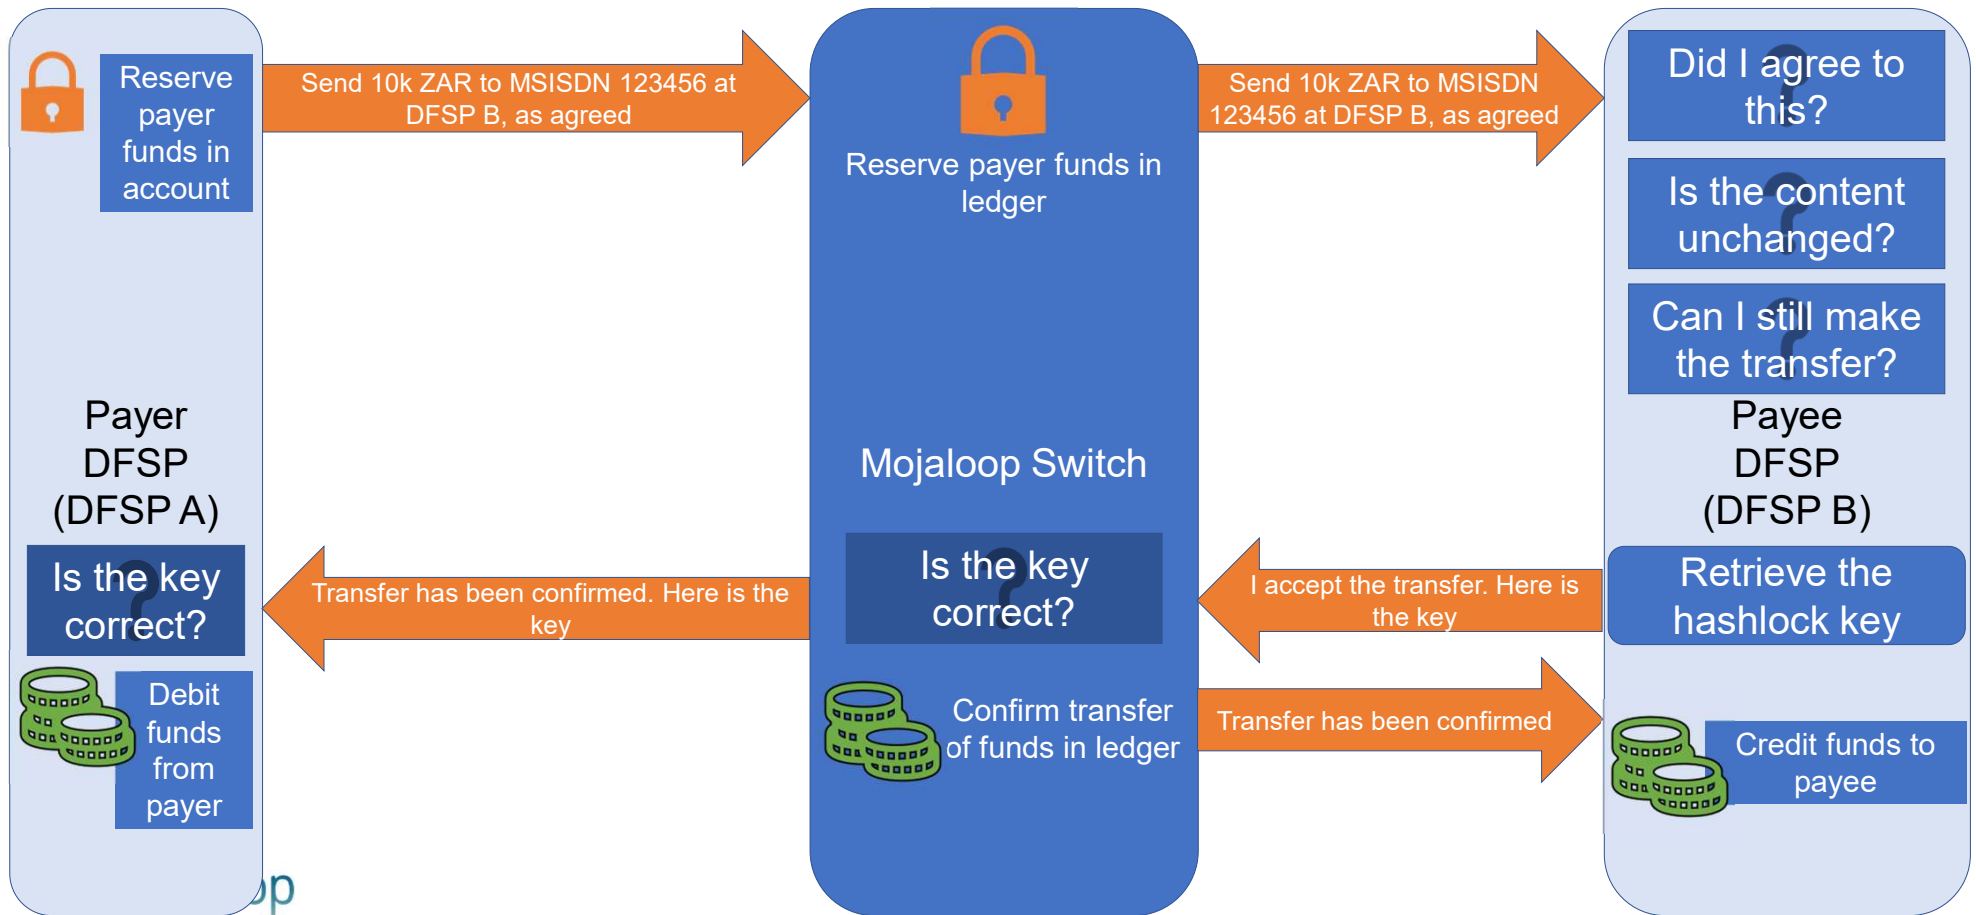 Reserve
payer
funds in
account
Send 10k ZAR to MSISDN 123456 at
DFSP B, as agreed
Reserve payer funds in
ledger
Send 10k ZAR to MSISDN
123456 at DFSP B, as agreed
Did I agree to
this?
Is the content
unchanged?
Can I still make
the transfer?
Payer
DFSP
(DFSP A)
Mojaloop Switch
Payee
DFSP
(DFSP B)
Is the key
correct?
Transfer has been confirmed. Here is the
key
Is the key
correct?
I accept the transfer. Here is
the key
Retrieve the
hashlock key
Debit
funds
from
payer
Confirm transfer
of funds in ledger
Transfer has been confirmed
Credit funds to
payee